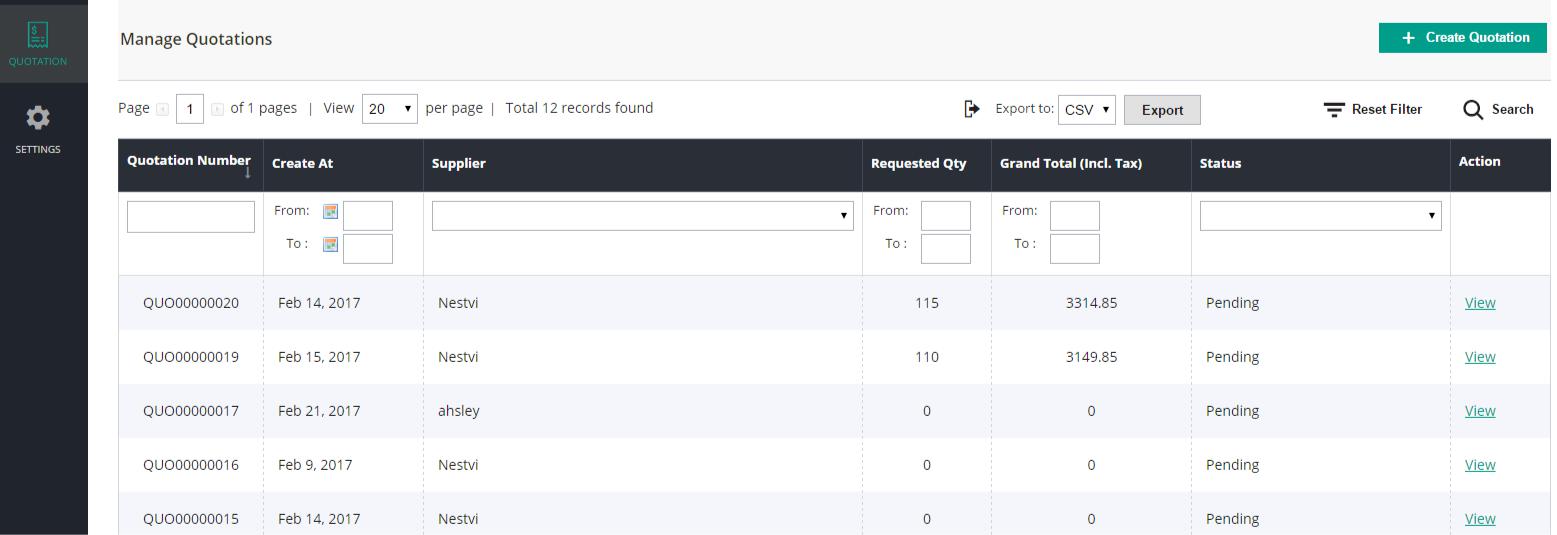 QUOTATION
SETTINGS
Manage Quotations
+ Create Quotation
Page 1 of 1 pages | View 20 per page | Total 12 records found
Export to: CSV Export Reset Filter Search
Quotation Number Create At Supplier Requested Qty Grand Total (Incl. Tax) Status Action
From: From: From:
To : To : To :
QUO00000020 Feb 14, 2017 Nestvi 115 3314.85 Pending View
QUO00000019 Feb 15, 2017 Nestvi 110 3149.85 Pending View
QUO00000017 Feb 21, 2017 ahsley 0 0 Pending View
QUO00000016 Feb 9, 2017 Nestvi 0 0 Pending View
QUO00000015 Feb 14, 2017 Nestvi 0 0 Pending View